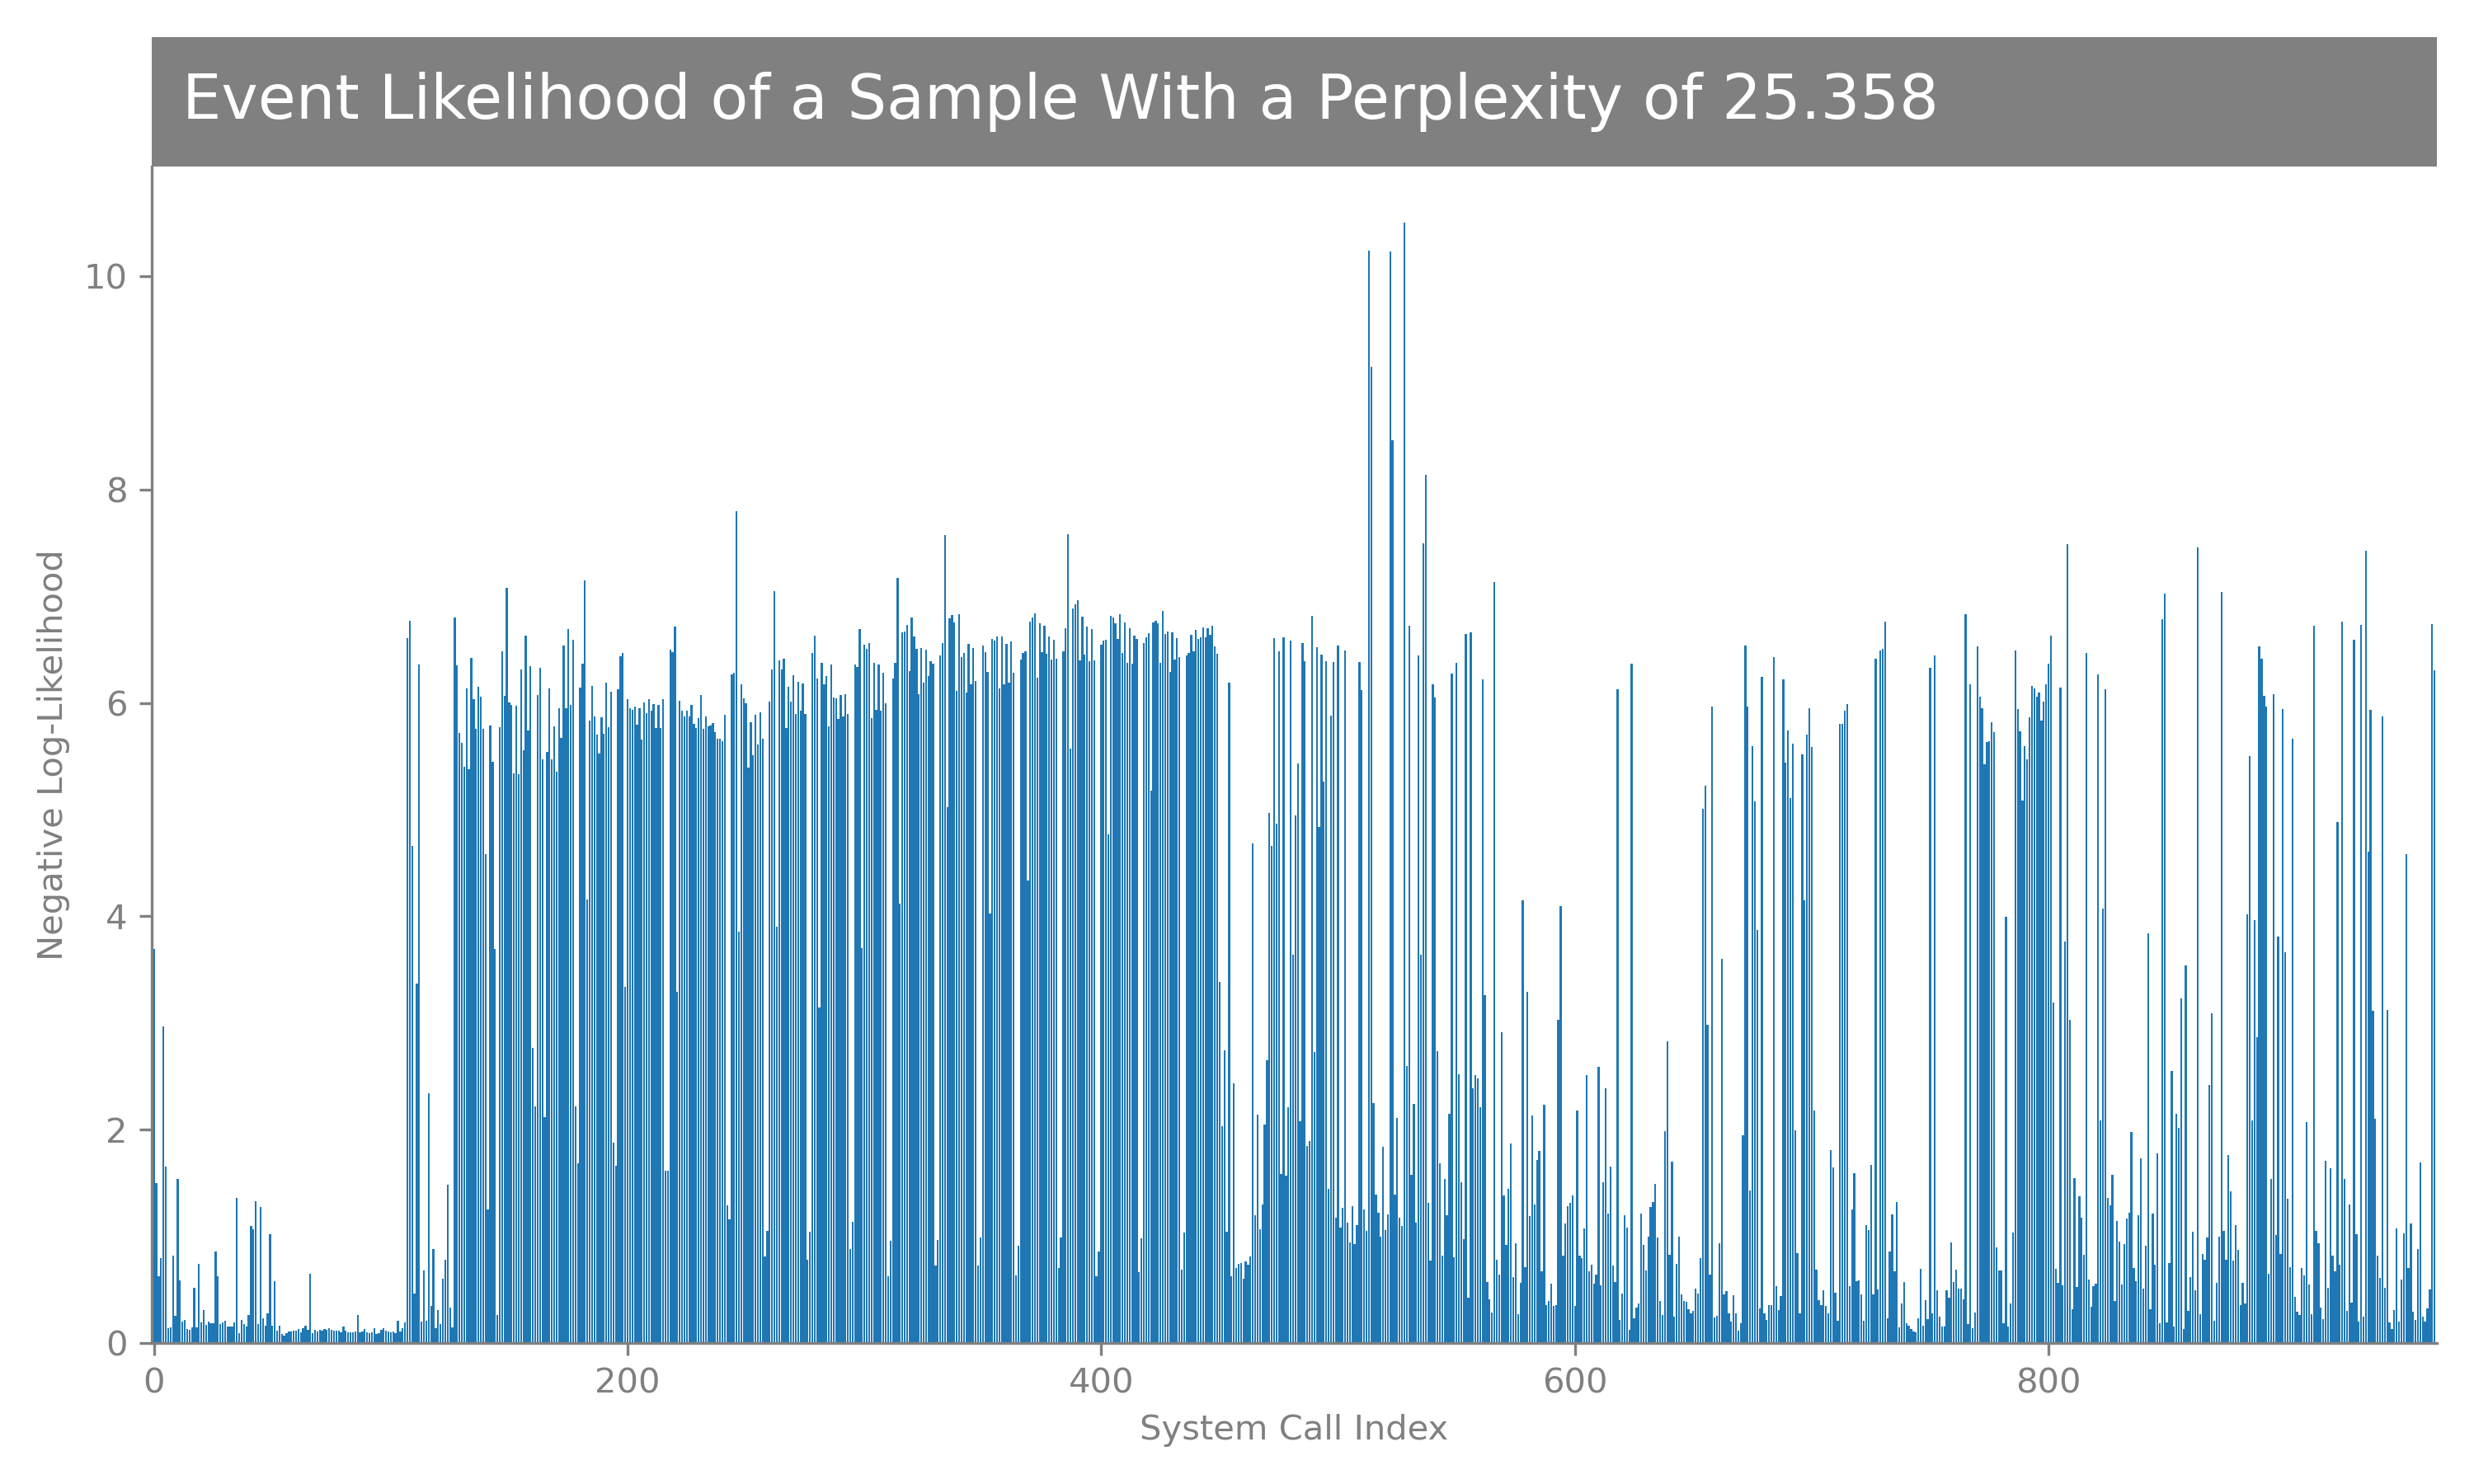 Event Likelihood of a Sample With a Perplexity of 25.358
10
8
6
4
2
0
Negative Log-Likelihood
0 200 400 600 800
System Call Index